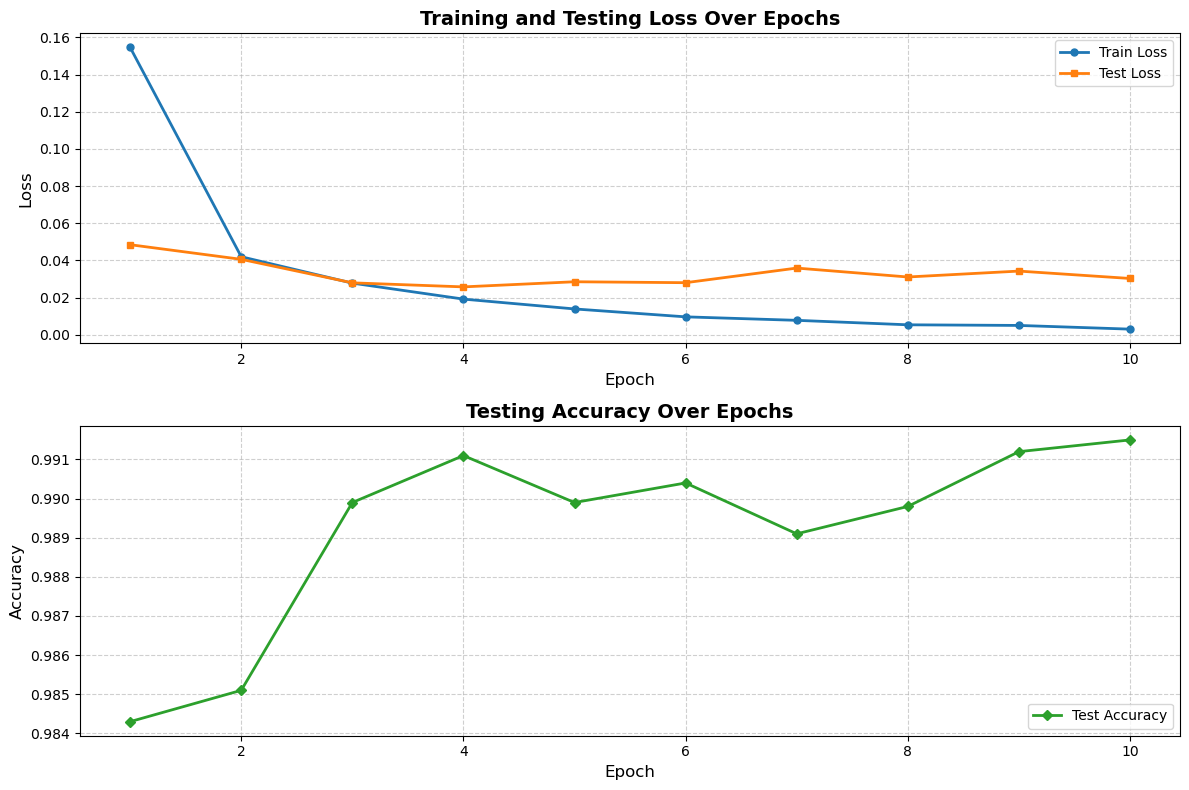 Training and Testing Loss Over Epochs
0.16
0.14
0.12
0.10
0.08
0.06
0.04
0.02
0.00
Loss
Train Loss
Test Loss
2 4 6 8 10
Epoch
Testing Accuracy Over Epochs
0.991
0.990
0.989
0.988
0.987
0.986
0.985
0.984
Accuracy
Test Accuracy
2 4 6 8 10
Epoch